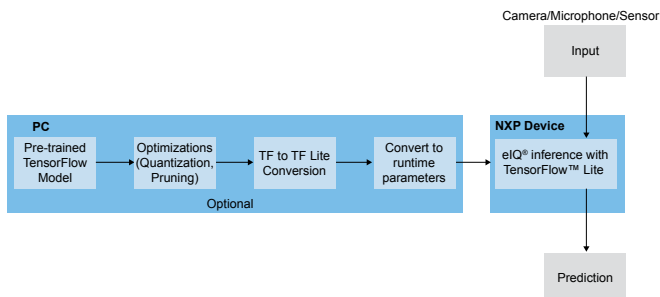 Camera/Microphone/Sensor
Input
PC
NXP Device
Pre-trained
TensorFlow
Model
Optimizations
(Quantization,
Pruning)
TF to TF Lite
Conversion
Convert to
runtime
parameters
eIQ® inference with
TensorFlow™ Lite
Optional
Prediction